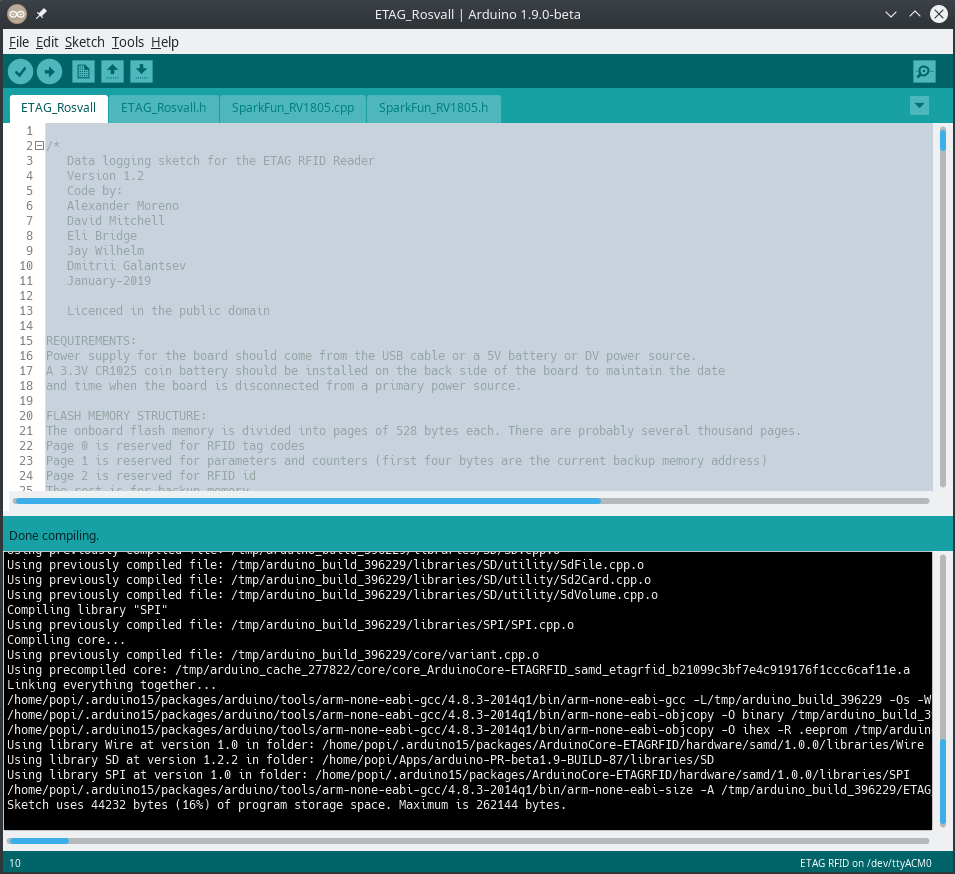 ETAG_Rosvall | Arduino 1.9.0-beta
File Edit Sketch Tools Help
ETAG_Rosvall ETAG_Rosvall.h SparkFun_RV1805.cpp SparkFun_RV1805.h
1
2 /*
3 Data logging sketch for the ETAG RFID Reader
4 Version 1.2
5 Code by:
6 Alexander Moreno
7 David Mitchell
8 Eli Bridge
9 Jay Wilhelm
10 Dmitrii Galantsev
11 January-2019
12
13 Licenced in the public domain
14
15 REQUIREMENTS:
16 Power supply for the board should come from the USB cable or a 5V battery or DV power source.
17 A 3.3V CR1025 coin battery should be installed on the back side of the board to maintain the date
18 and time when the board is disconnected from a primary power source.
19
20 FLASH MEMORY STRUCTURE:
21 The onboard flash memory is divided into pages of 528 bytes each. There are probably several thousand pages.
22 Page 0 is reserved for RFID tag codes
23 Page 1 is reserved for parameters and counters (first four bytes are the current backup memory address)
24 Page 2 is reserved for RFID id
25 The rest is for backup memory
Done compiling.
Using previously compiled file: /tmp/arduino_build_396229/libraries/SD/SD.cpp.o
Using previously compiled file: /tmp/arduino_build_396229/libraries/SD/utility/SdFile.cpp.o
Using previously compiled file: /tmp/arduino_build_396229/libraries/SD/utility/Sd2Card.cpp.o
Using previously compiled file: /tmp/arduino_build_396229/libraries/SD/utility/SdVolume.cpp.o
Compiling library "SPI"
Using previously compiled file: /tmp/arduino_build_396229/libraries/SPI/SPI.cpp.o
Compiling core...
Using previously compiled file: /tmp/arduino_build_396229/core/variant.cpp.o
Using precompiled core: /tmp/arduino_cache_277822/core/core_ArduinoCore-ETAGRFID_samd_etagrfid_b21099c3bf7e4c919176f1ccc6caf11e.a
Linking everything together...
/home/popi/.arduino15/packages/arduino/tools/arm-none-eabi-gcc/4.8.3-2014q1/bin/arm-none-eabi-gcc -L/tmp/arduino_build_396229 -Os -W
/home/popi/.arduino15/packages/arduino/tools/arm-none-eabi-gcc/4.8.3-2014q1/bin/arm-none-eabi-objcopy -O binary /tmp/arduino_build_3
/home/popi/.arduino15/packages/arduino/tools/arm-none-eabi-gcc/4.8.3-2014q1/bin/arm-none-eabi-objcopy -O ihex -R .eeprom /tmp/arduin
Using library Wire at version 1.0 in folder: /home/popi/.arduino15/packages/ArduinoCore-ETAGRFID/hardware/samd/1.0.0/libraries/Wire
Using library SD at version 1.2.2 in folder: /home/popi/Apps/arduino-PR-beta1.9-BUILD-87/libraries/SD
Using library SPI at version 1.0 in folder: /home/popi/.arduino15/packages/ArduinoCore-ETAGRFID/hardware/samd/1.0.0/libraries/SPI
/home/popi/.arduino15/packages/arduino/tools/arm-none-eabi-gcc/4.8.3-2014q1/bin/arm-none-eabi-size -A /tmp/arduino_build_396229/ETAG
Sketch uses 44232 bytes (16%) of program storage space. Maximum is 262144 bytes.
10 ETAG RFID on /dev/ttyACM0